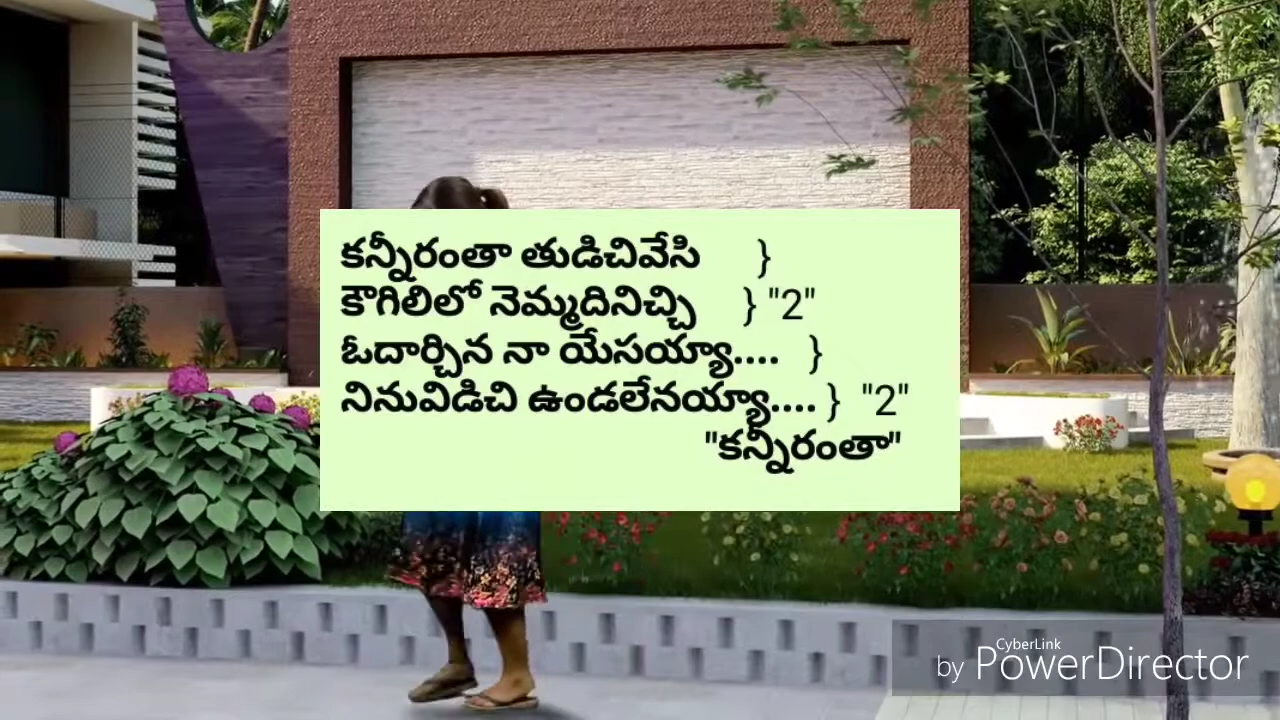 కన్నీరంతా తుడిచివేసి }
కౌగిలిలో నెమ్మదినిచ్చి } "2"
ఓదార్చిన నా యేసయ్యా.... }
నినువిడిచి ఉండలేనయ్యా.... } "2"
"కన్నీరంతా"
CyberLink
by PowerDirector